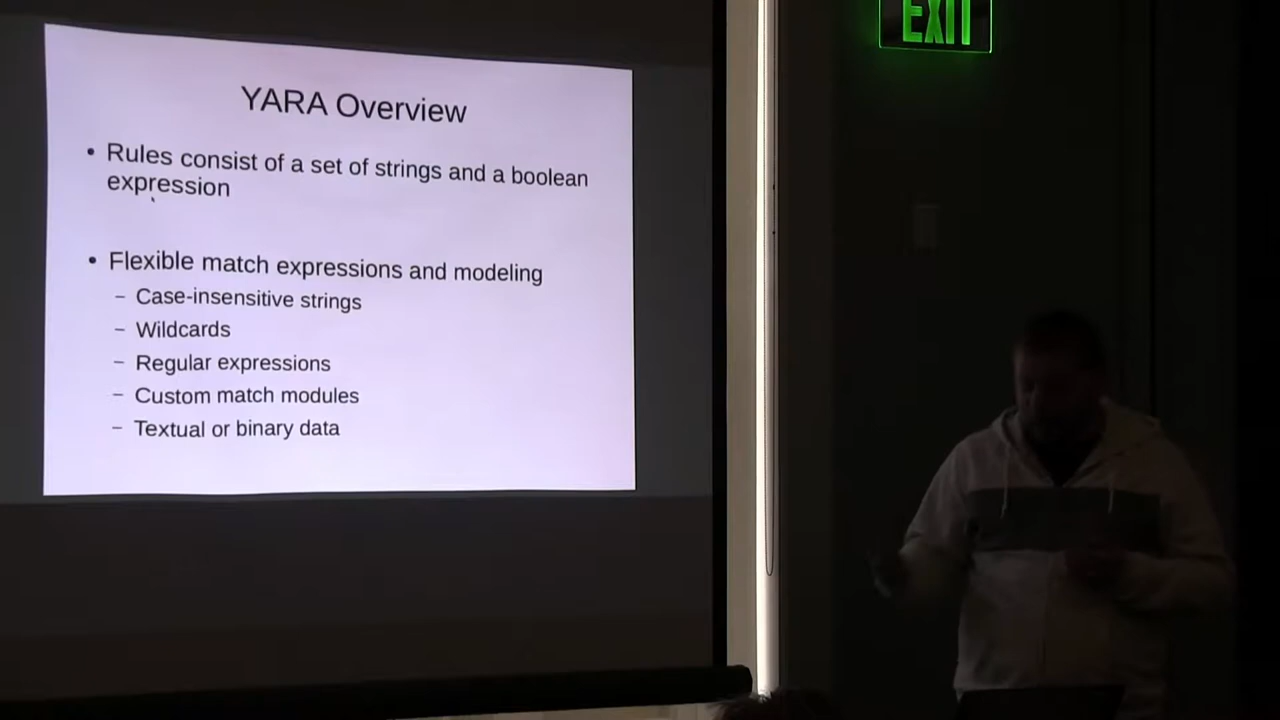 EXIT
YARA Overview
• Rules consist of a set of strings and a boolean
expression
• Flexible match expressions and modeling
– Case-insensitive strings
– Wildcards
– Regular expressions
– Custom match modules
– Textual or binary data